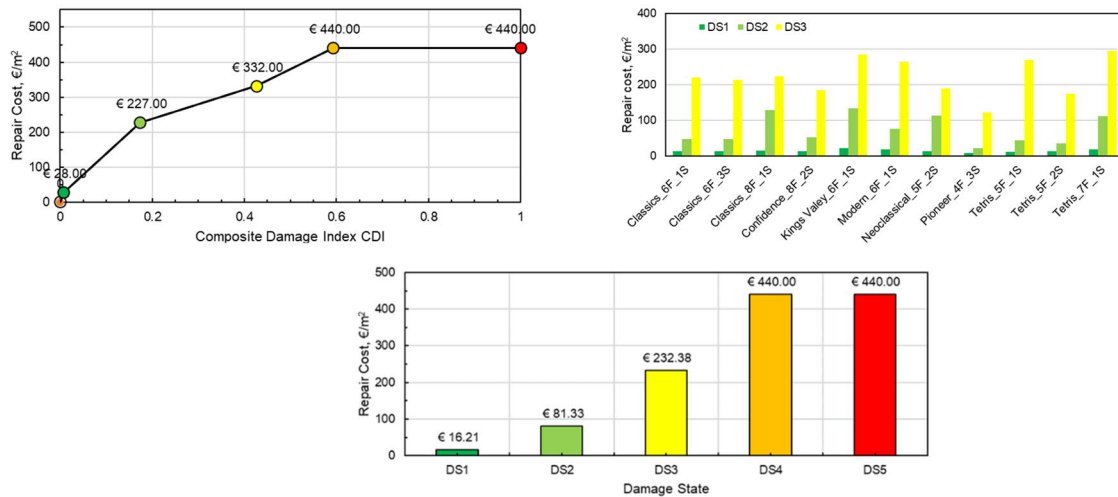 Repair Cost, €/m²
500
400
300
200
100
0
€ 440.00
€ 440.00
€ 332.00
€ 227.00
€ 28.00
0
0
0.2
0.4
0.6
0.8
1
Composite Damage Index CDI
Repair cost, €/m²
400
300
200
100
0
DS1 DS2 DS3
Classics_6F_1S
Classics_6F_3S
Classics_8F_1S
Confidence_8F_2S
Kings Valey_6F_1S
Modern_6F_1S
Neoclassical_5F_2S
Pioneer_4F_3S
Tetris_5F_1S
Tetris_5F_2S
Tetris_7F_1S
Repair Cost, €/m²
500
400
300
200
100
0
€ 16.21
€ 81.33
€ 232.38
€ 440.00
€ 440.00
DS1
DS2
DS3
DS4
DS5
Damage State